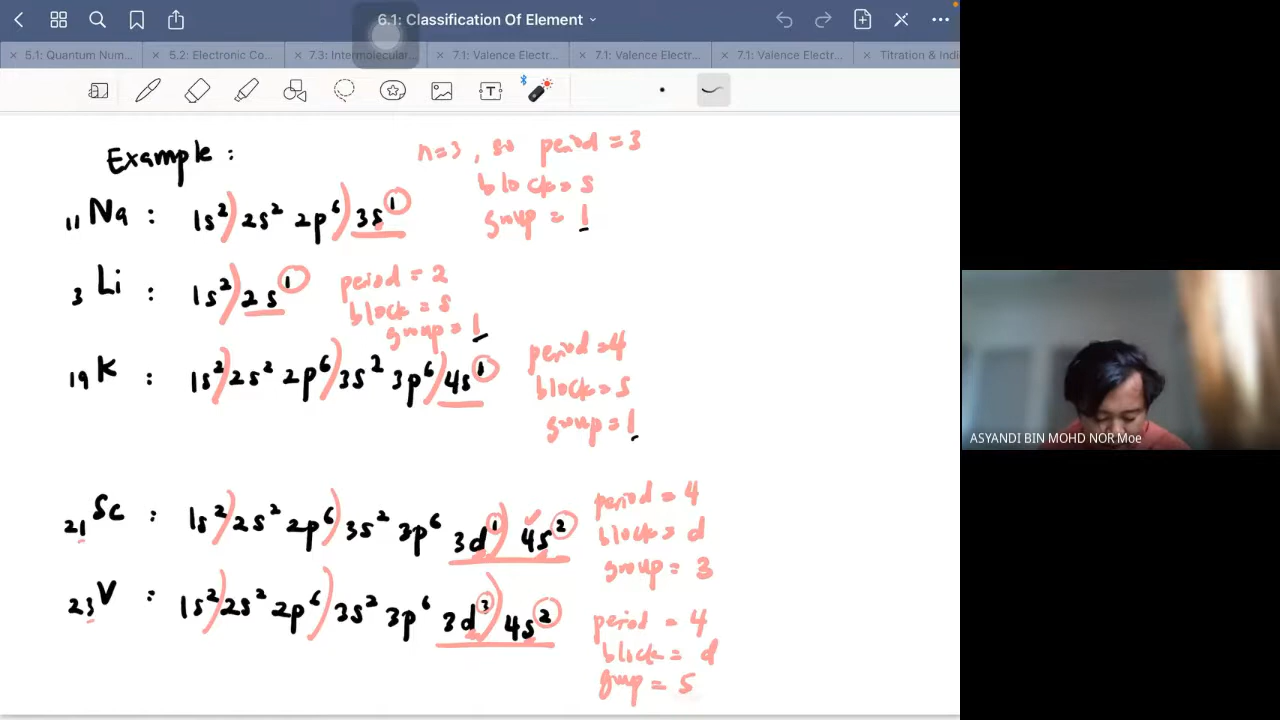 6.1: Classification Of Element
5.1: Quantum Num...
5.2: Electronic Co...
7.3: Intermolecular
7.1: Valence Electr...
7.1: Valence Electr...
7.1: Valence Electr...
Titration & Indi
Example :
n=3, so period = 3
block = s
group = 1
₁₁Na : 1s²) 2s² 2p⁶) 3s¹
₃Li : 1s²) 2s¹
period = 2
block = s
group = 1
₁₉K : 1s²) 2s² 2p⁶) 3s² 3p⁶) 4s¹
period = 4
block = s
group = 1
₂₁Sc : 1s²) 2s² 2p⁶) 3s² 3p⁶ 3d¹) 4s²
period = 4
block = d
group = 3
₂₃V : 1s²) 2s² 2p⁶) 3s² 3p⁶ 3d³) 4s²
period = 4
block = d
group = 5
ASYANDI BIN MOHD NOR Moe